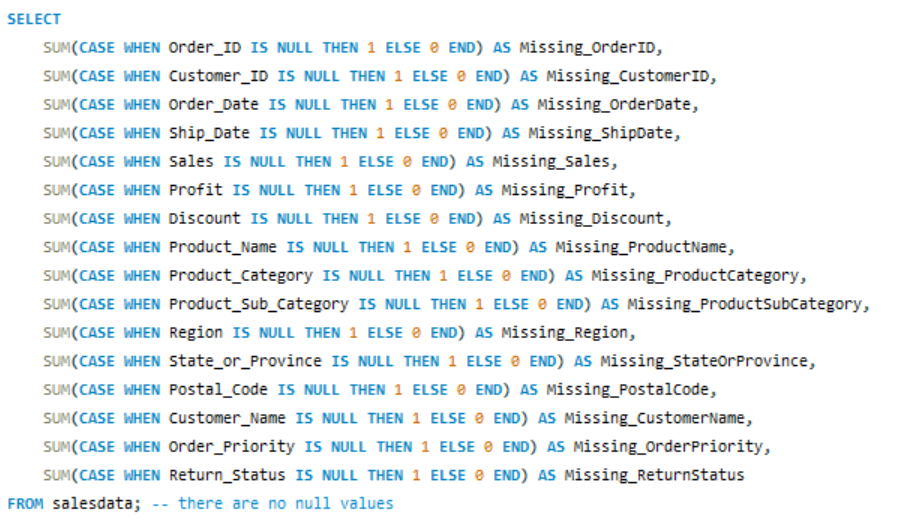 SELECT
SUM(CASE WHEN Order_ID IS NULL THEN 1 ELSE 0 END) AS Missing_OrderID,
SUM(CASE WHEN Customer_ID IS NULL THEN 1 ELSE 0 END) AS Missing_CustomerID,
SUM(CASE WHEN Order_Date IS NULL THEN 1 ELSE 0 END) AS Missing_OrderDate,
SUM(CASE WHEN Ship_Date IS NULL THEN 1 ELSE 0 END) AS Missing_ShipDate,
SUM(CASE WHEN Sales IS NULL THEN 1 ELSE 0 END) AS Missing_Sales,
SUM(CASE WHEN Profit IS NULL THEN 1 ELSE 0 END) AS Missing_Profit,
SUM(CASE WHEN Discount IS NULL THEN 1 ELSE 0 END) AS Missing_Discount,
SUM(CASE WHEN Product_Name IS NULL THEN 1 ELSE 0 END) AS Missing_ProductName,
SUM(CASE WHEN Product_Category IS NULL THEN 1 ELSE 0 END) AS Missing_ProductCategory,
SUM(CASE WHEN Product_Sub_Category IS NULL THEN 1 ELSE 0 END) AS Missing_ProductSubCategory,
SUM(CASE WHEN Region IS NULL THEN 1 ELSE 0 END) AS Missing_Region,
SUM(CASE WHEN State_or_Province IS NULL THEN 1 ELSE 0 END) AS Missing_StateOrProvince,
SUM(CASE WHEN Postal_Code IS NULL THEN 1 ELSE 0 END) AS Missing_PostalCode,
SUM(CASE WHEN Customer_Name IS NULL THEN 1 ELSE 0 END) AS Missing_CustomerName,
SUM(CASE WHEN Order_Priority IS NULL THEN 1 ELSE 0 END) AS Missing_OrderPriority,
SUM(CASE WHEN Return_Status IS NULL THEN 1 ELSE 0 END) AS Missing_ReturnStatus
FROM salesdata; -- there are no null values